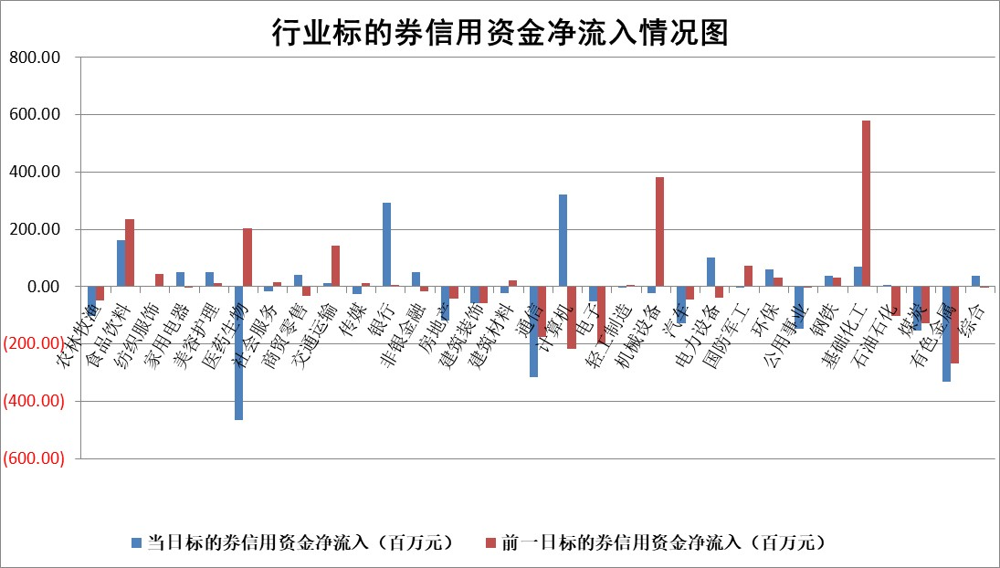 行业标的券信用资金净流入情况图
800.00
600.00
400.00
200.00
0.00
(200.00)
(400.00)
(600.00)
农林牧渔
食品饮料
纺织服饰
家用电器
美容护理
医药生物
社会服务
商贸零售
交通运输
传媒
银行
非银金融
房地产
建筑装饰
建筑材料
通信
计算机
电子
轻工制造
机械设备
汽车
电力设备
国防军工
环保
公用事业
钢铁
基础化工
石油石化
煤炭
有色金属
综合
当日标的券信用资金净流入（百万元）
前一日标的券信用资金净流入（百万元）